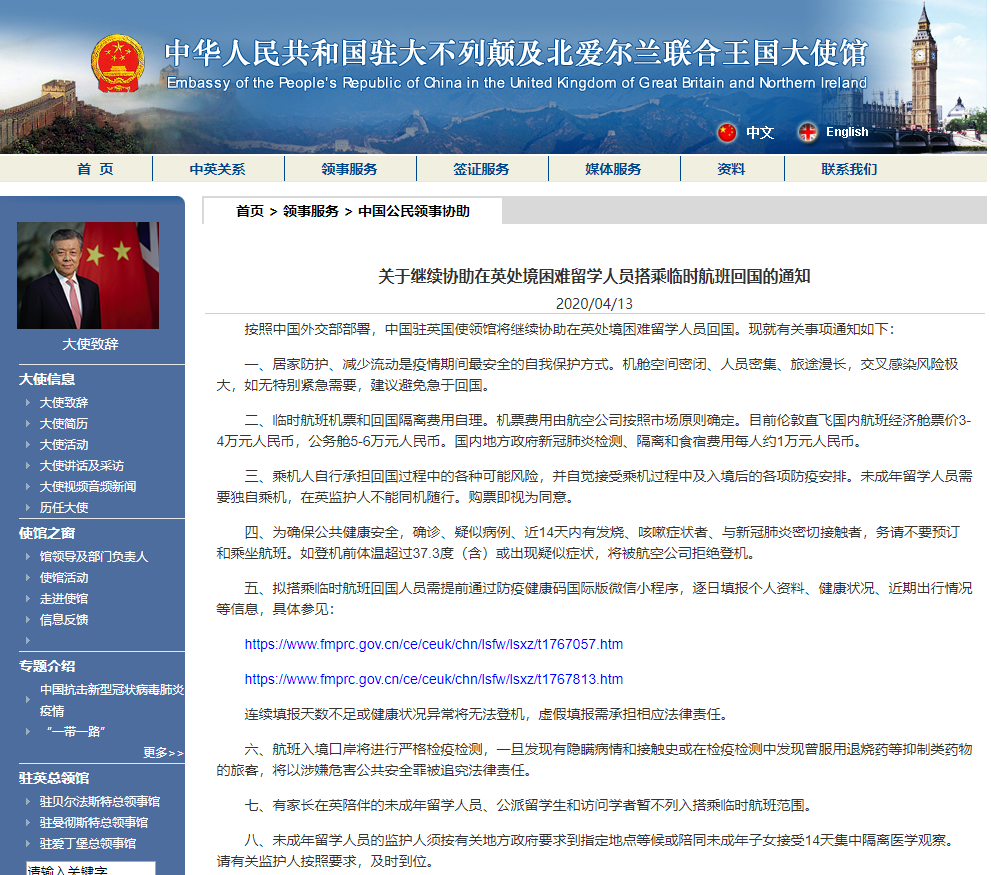 中华人民共和国驻大不列颠及北爱尔兰联合王国大使馆
Embassy of the People's Republic of China in the United Kingdom of Great Britain and Northern Ireland
中文 English
首 页 中英关系 领事服务 签证服务 媒体服务 资料 联系我们
首页 > 领事服务 > 中国公民领事协助
大使致辞
大使信息
大使致辞
大使简历
大使活动
大使讲话及采访
大使视频音频新闻
历任大使
使馆之窗
馆领导及部门负责人
使馆活动
走进使馆
信息反馈
专题介绍
中国抗击新型冠状病毒肺炎
疫情
“一带一路”
更多>>
驻英总领馆
驻贝尔法斯特总领事馆
驻曼彻斯特总领事馆
驻爱丁堡总领事馆
请输入关键字
关于继续协助在英处境困难留学人员搭乘临时航班回国的通知
2020/04/13
按照中国外交部部署，中国驻英国使领馆将继续协助在英处境困难留学人员回国。现就有关事项通知如下：
一、居家防护、减少流动是疫情期间最安全的自我保护方式。机舱空间密闭、人员密集、旅途漫长，交叉感染风险极
大，如无特别紧急需要，建议避免急于回国。
二、临时航班机票和回国隔离费用自理。机票费用由航空公司按照市场原则确定。目前伦敦直飞国内航班经济舱票价3-
4万元人民币，公务舱5-6万元人民币。国内地方政府新冠肺炎检测、隔离和食宿费用每人约1万元人民币。
三、乘机人自行承担回国过程中的各种可能风险，并自觉接受乘机过程中及入境后的各项防疫安排。未成年留学人员需
要独自乘机，在英监护人不能同机随行。购票即视为同意。
四、为确保公共健康安全，确诊、疑似病例、近14天内有发烧、咳嗽症状者、与新冠肺炎密切接触者，务请不要预订
和乘坐航班。如登机前体温超过37.3度（含）或出现疑似症状，将被航空公司拒绝登机。
五、拟搭乘临时航班回国人员需提前通过防疫健康码国际版微信小程序，逐日填报个人资料、健康状况、近期出行情况
等信息，具体参见：
https://www.fmprc.gov.cn/ce/ceuk/chn/lsfw/lsxz/t1767057.htm
https://www.fmprc.gov.cn/ce/ceuk/chn/lsfw/lsxz/t1767813.htm
连续填报天数不足或健康状况异常将无法登机，虚假填报需承担相应法律责任。
六、航班入境口岸将进行严格检疫检测，一旦发现有隐瞒病情和接触史或在检疫检测中发现曾服用退烧药等抑制类药物
的旅客，将以涉嫌危害公共安全罪被追究法律责任。
七、有家长在英陪伴的未成年留学人员、公派留学生和访问学者暂不列入搭乘临时航班范围。
八、未成年留学人员的监护人须按有关地方政府要求到指定地点等候或陪同未成年子女接受14天集中隔离医学观察。
请有关监护人按照要求，及时到位。